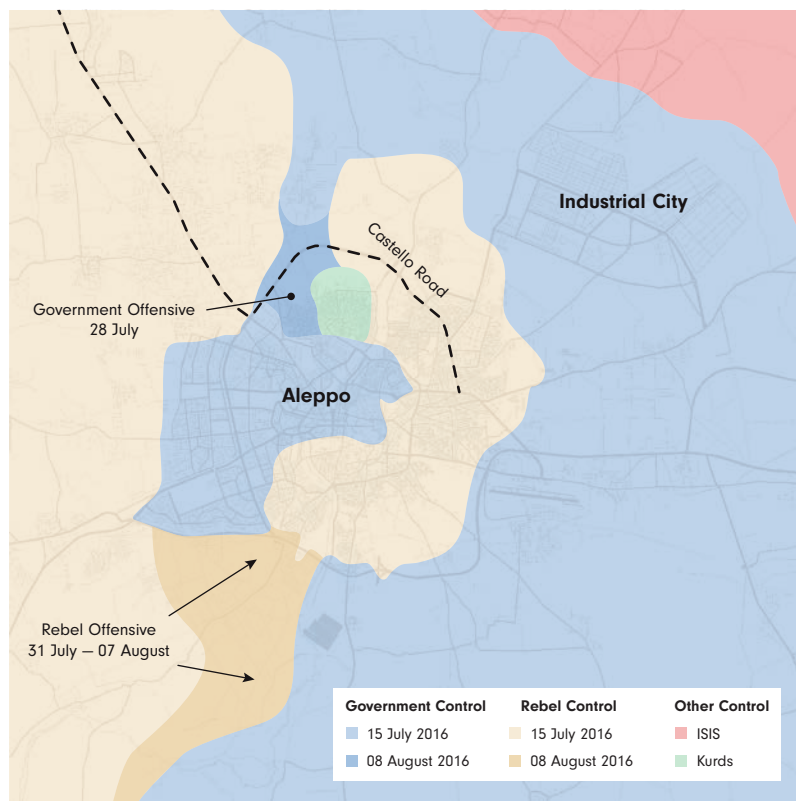 Industrial City
Castello Road
Government Offensive
28 July
Aleppo
Rebel Offensive
31 July – 07 August
Government Control
15 July 2016
08 August 2016
Rebel Control
15 July 2016
08 August 2016
Other Control
ISIS
Kurds